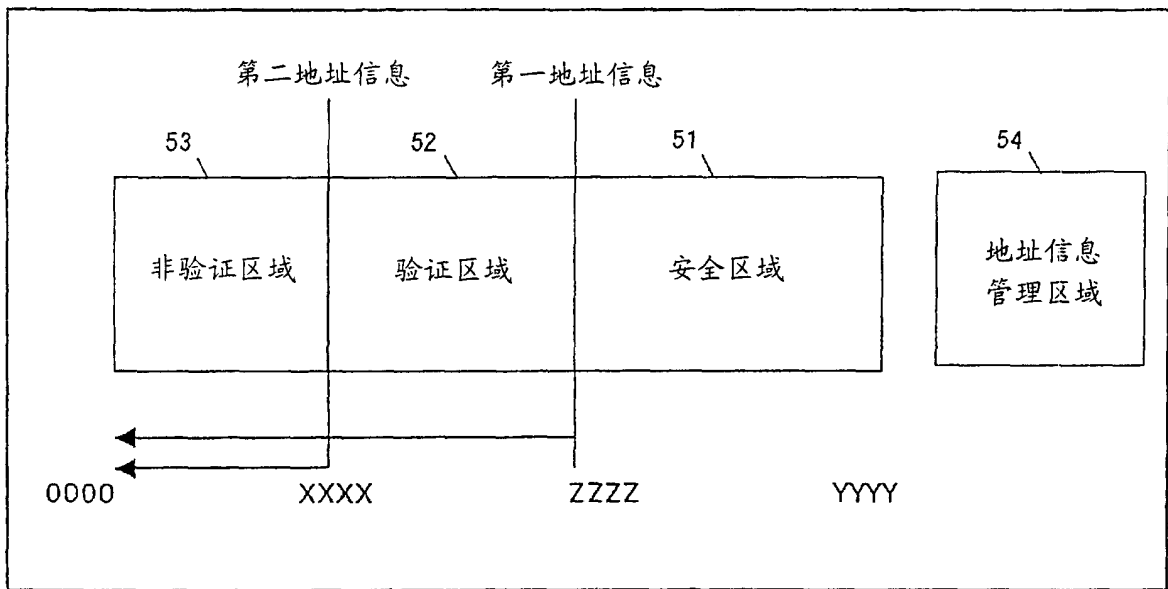 第二地址信息 第一地址信息
53 52 51 54
非验证区域 验证区域 安全区域 地址信息
管理区域
0000 XXXX ZZZZ YYYY